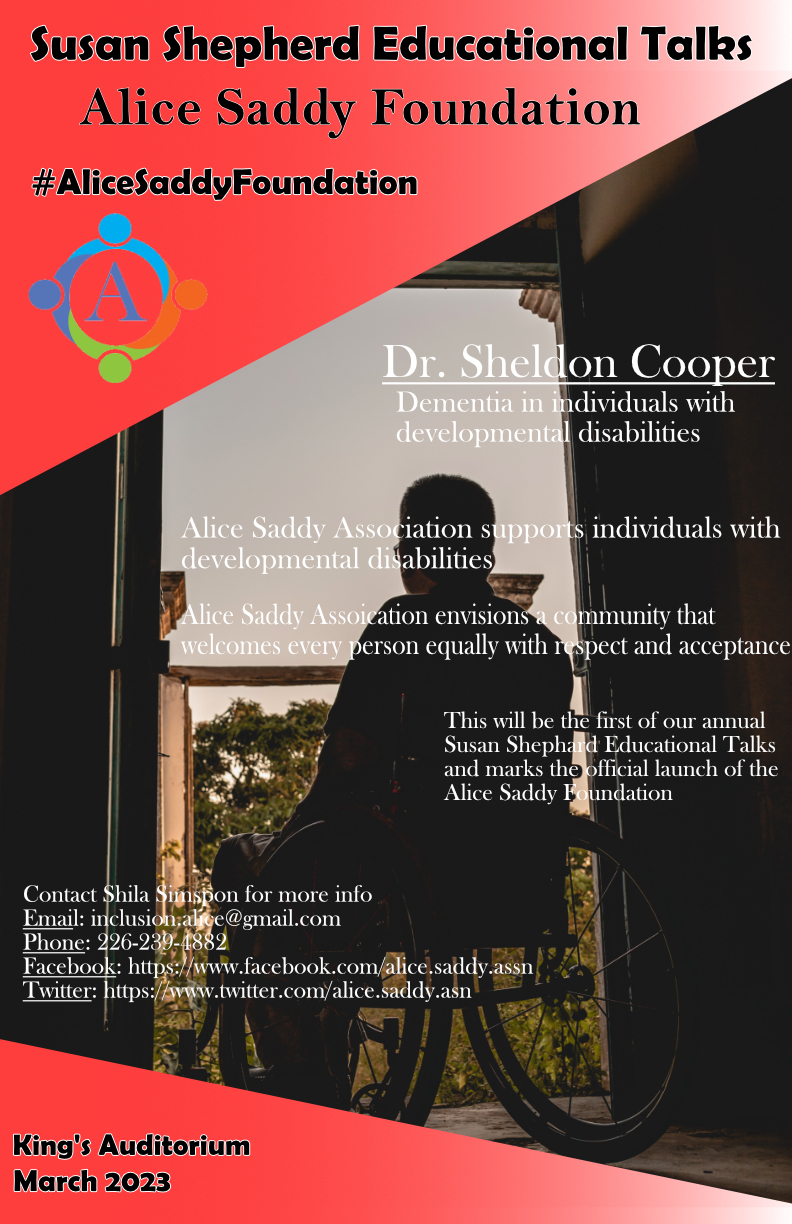 Susan Shepherd Educational Talks
Alice Saddy Foundation
#AliceSaddyFoundation
A
Dr. Sheldon Cooper
Dementia in individuals with
developmental disabilities
Alice Saddy Association supports individuals with
developmental disabilities
Alice Saddy Assoication envisions a community that
welcomes every person equally with respect and acceptance
This will be the first of our annual
Susan Shephard Educational Talks
and marks the official launch of the
Alice Saddy Foundation
Contact Shila Simspon for more info
Email: inclusion.alice@gmail.com
Phone: 226-239-4882
Facebook: https://www.facebook.com/alice.saddy.assn
Twitter: https://www.twitter.com/alice.saddy.asn
King's Auditorium
March 2023